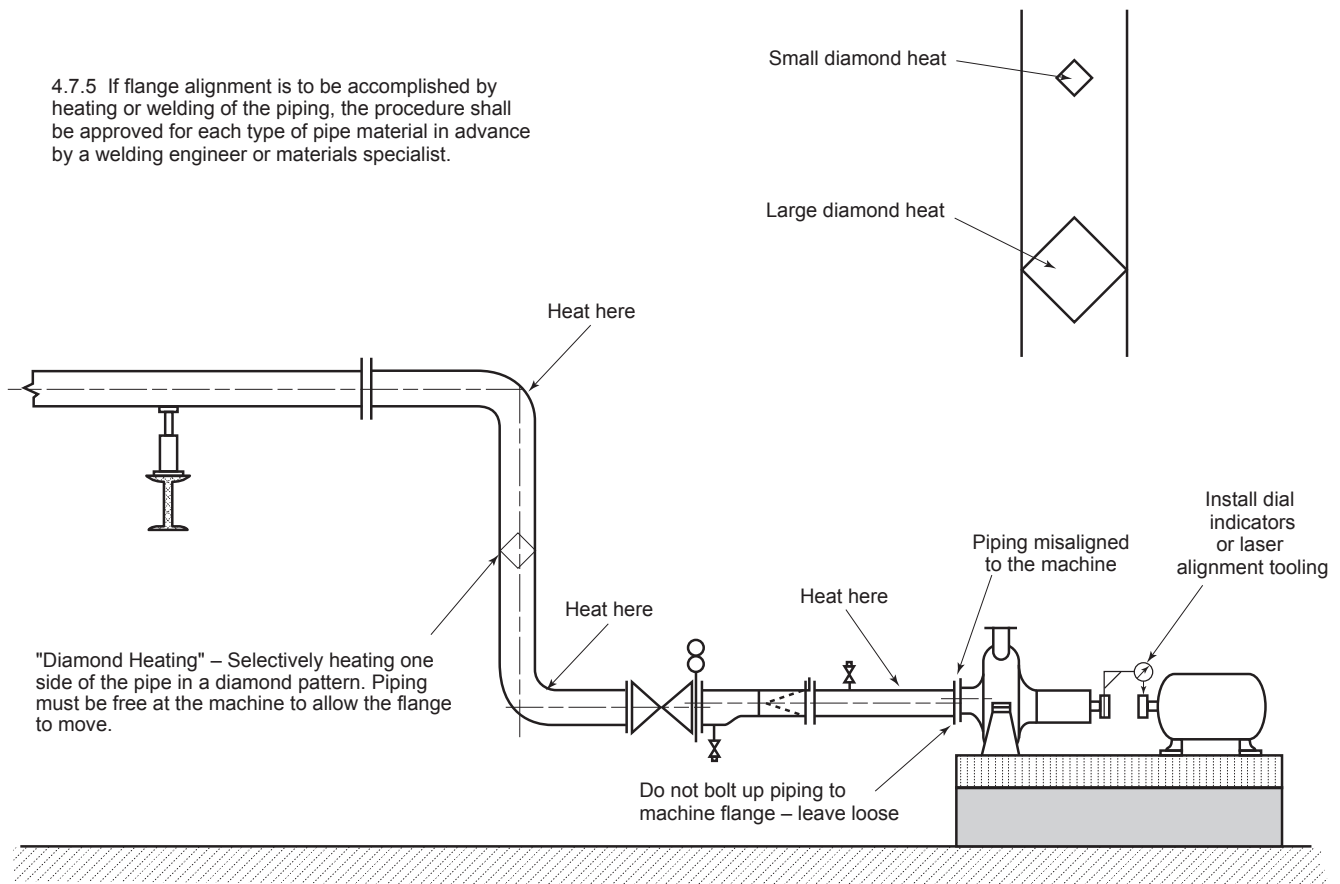 4.7.5 If flange alignment is to be accomplished by
heating or welding of the piping, the procedure shall
be approved for each type of pipe material in advance
by a welding engineer or materials specialist.
Small diamond heat
Large diamond heat
Heat here
Install dial
indicators
or laser
alignment tooling
Piping misaligned
to the machine
Heat here
Heat here
"Diamond Heating" – Selectively heating one
side of the pipe in a diamond pattern. Piping
must be free at the machine to allow the flange
to move.
Do not bolt up piping to
machine flange – leave loose